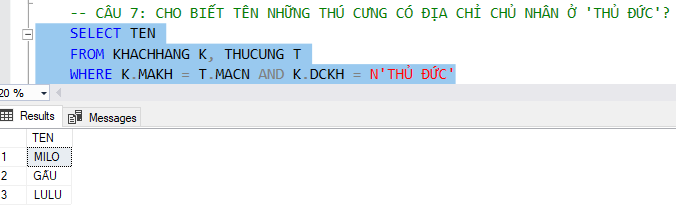 -- CÂU 7: CHO BIẾT TÊN NHỮNG THÚ CƯNG CÓ ĐỊA CHỈ CHỦ NHÂN Ở 'THỦ ĐỨC'?
SELECT TEN
FROM KHACHHANG K, THUCUNG T
WHERE K.MAKH = T.MACN AND K.DCKH = N'THỦ ĐỨC'
20 %
Results Messages
TEN
1 MILO
2 GẤU
3 LULU